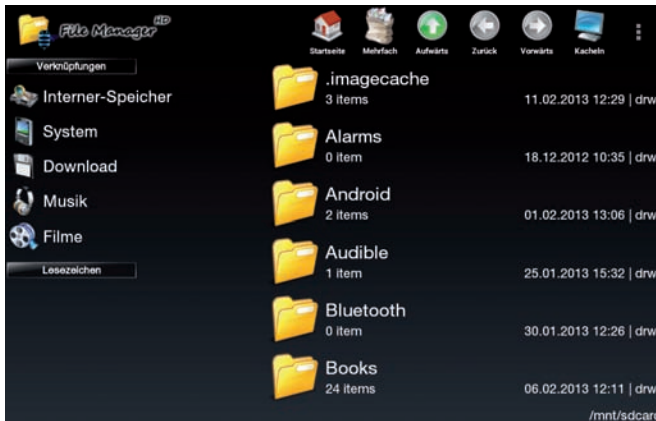 File Manager HD
Startseite Mehrfach Aufwärts Zurück Vorwärts Kacheln
Verknüpfungen
Interner-Speicher
System
Download
Musik
Filme
Lesezeichen
.imagecache
3 items 11.02.2013 12:29 | drw
Alarms
0 item 18.12.2012 10:35 | drw
Android
2 items 01.02.2013 13:06 | drw
Audible
1 item 25.01.2013 15:32 | drw
Bluetooth
0 item 30.01.2013 12:26 | drw
Books
24 items 06.02.2013 12:11 | drw
/mnt/sdcard